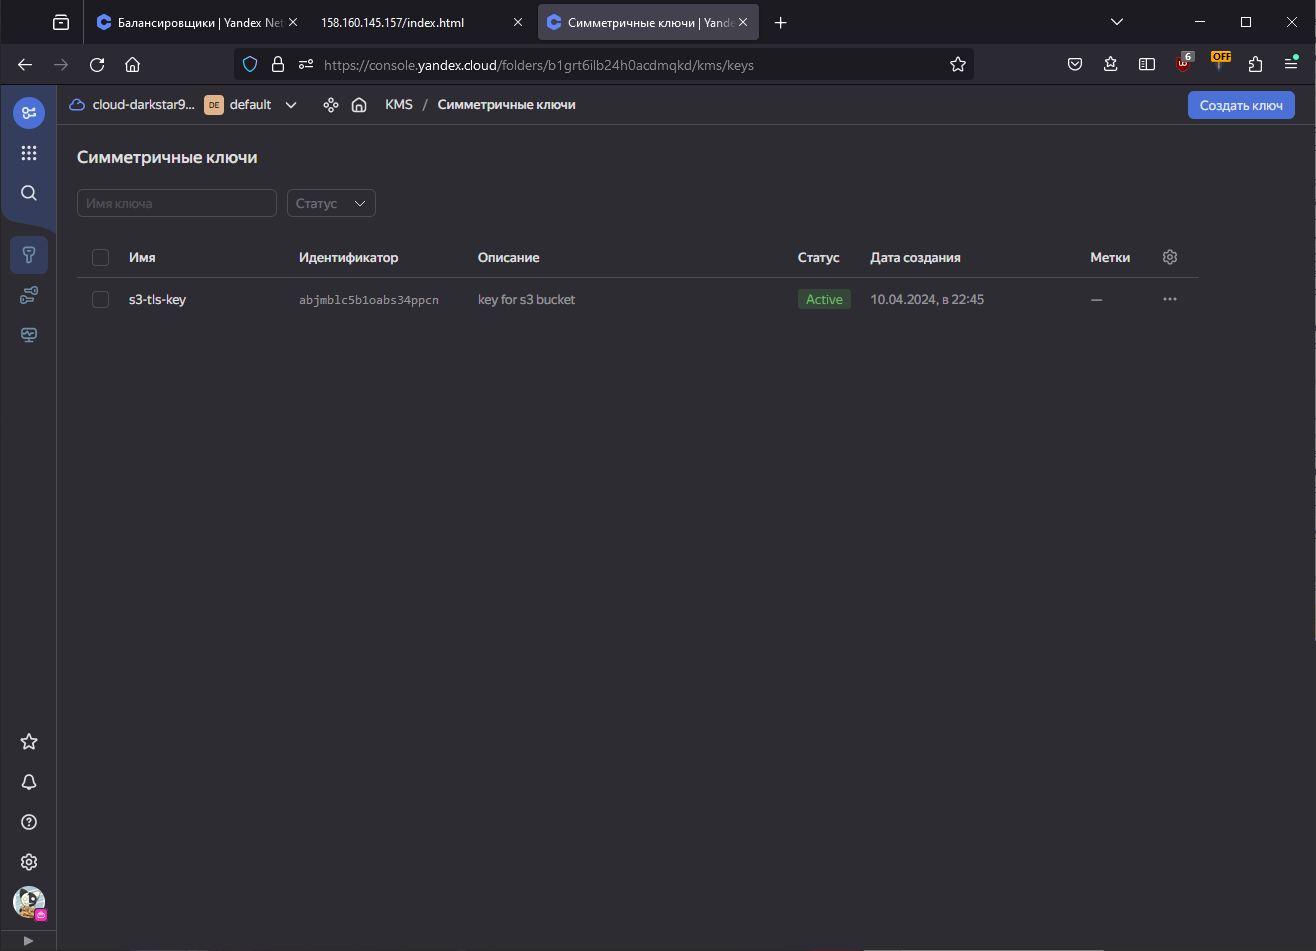 Балансировщики | Yandex Net
158.160.145.157/index.html
Симметричные ключи | Yande
https://console.yandex.cloud/folders/b1grt6ilb24h0acdmqkd/kms/keys
6
OFF
cloud-darkstar9...
DE
default
KMS / Симметричные ключи
Создать ключ
Симметричные ключи
Имя ключа
Статус
Имя Идентификатор Описание Статус Дата создания Метки
s3-tls-key abjmblc5b1oabs34ppcn key for s3 bucket Active 10.04.2024, в 22:45 —